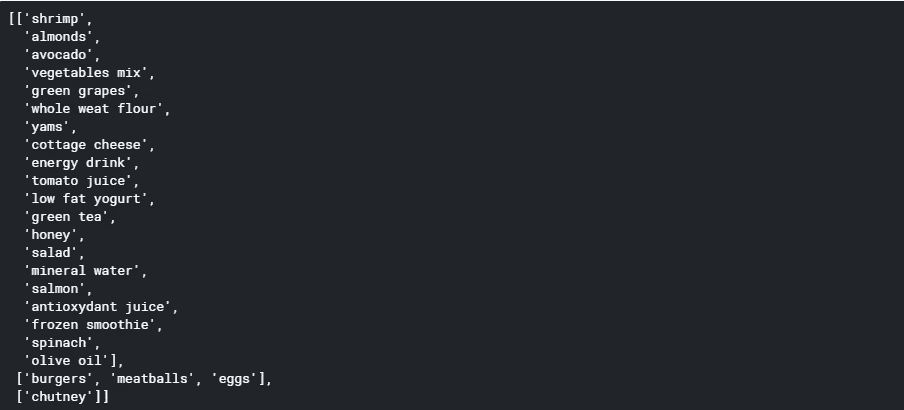 [['shrimp',
'almonds',
'avocado',
'vegetables mix',
'green grapes',
'whole weat flour',
'yams',
'cottage cheese',
'energy drink',
'tomato juice',
'low fat yogurt',
'green tea',
'honey',
'salad',
'mineral water',
'salmon',
'antioxydant juice',
'frozen smoothie',
'spinach',
'olive oil'],
['burgers', 'meatballs', 'eggs'],
['chutney']]